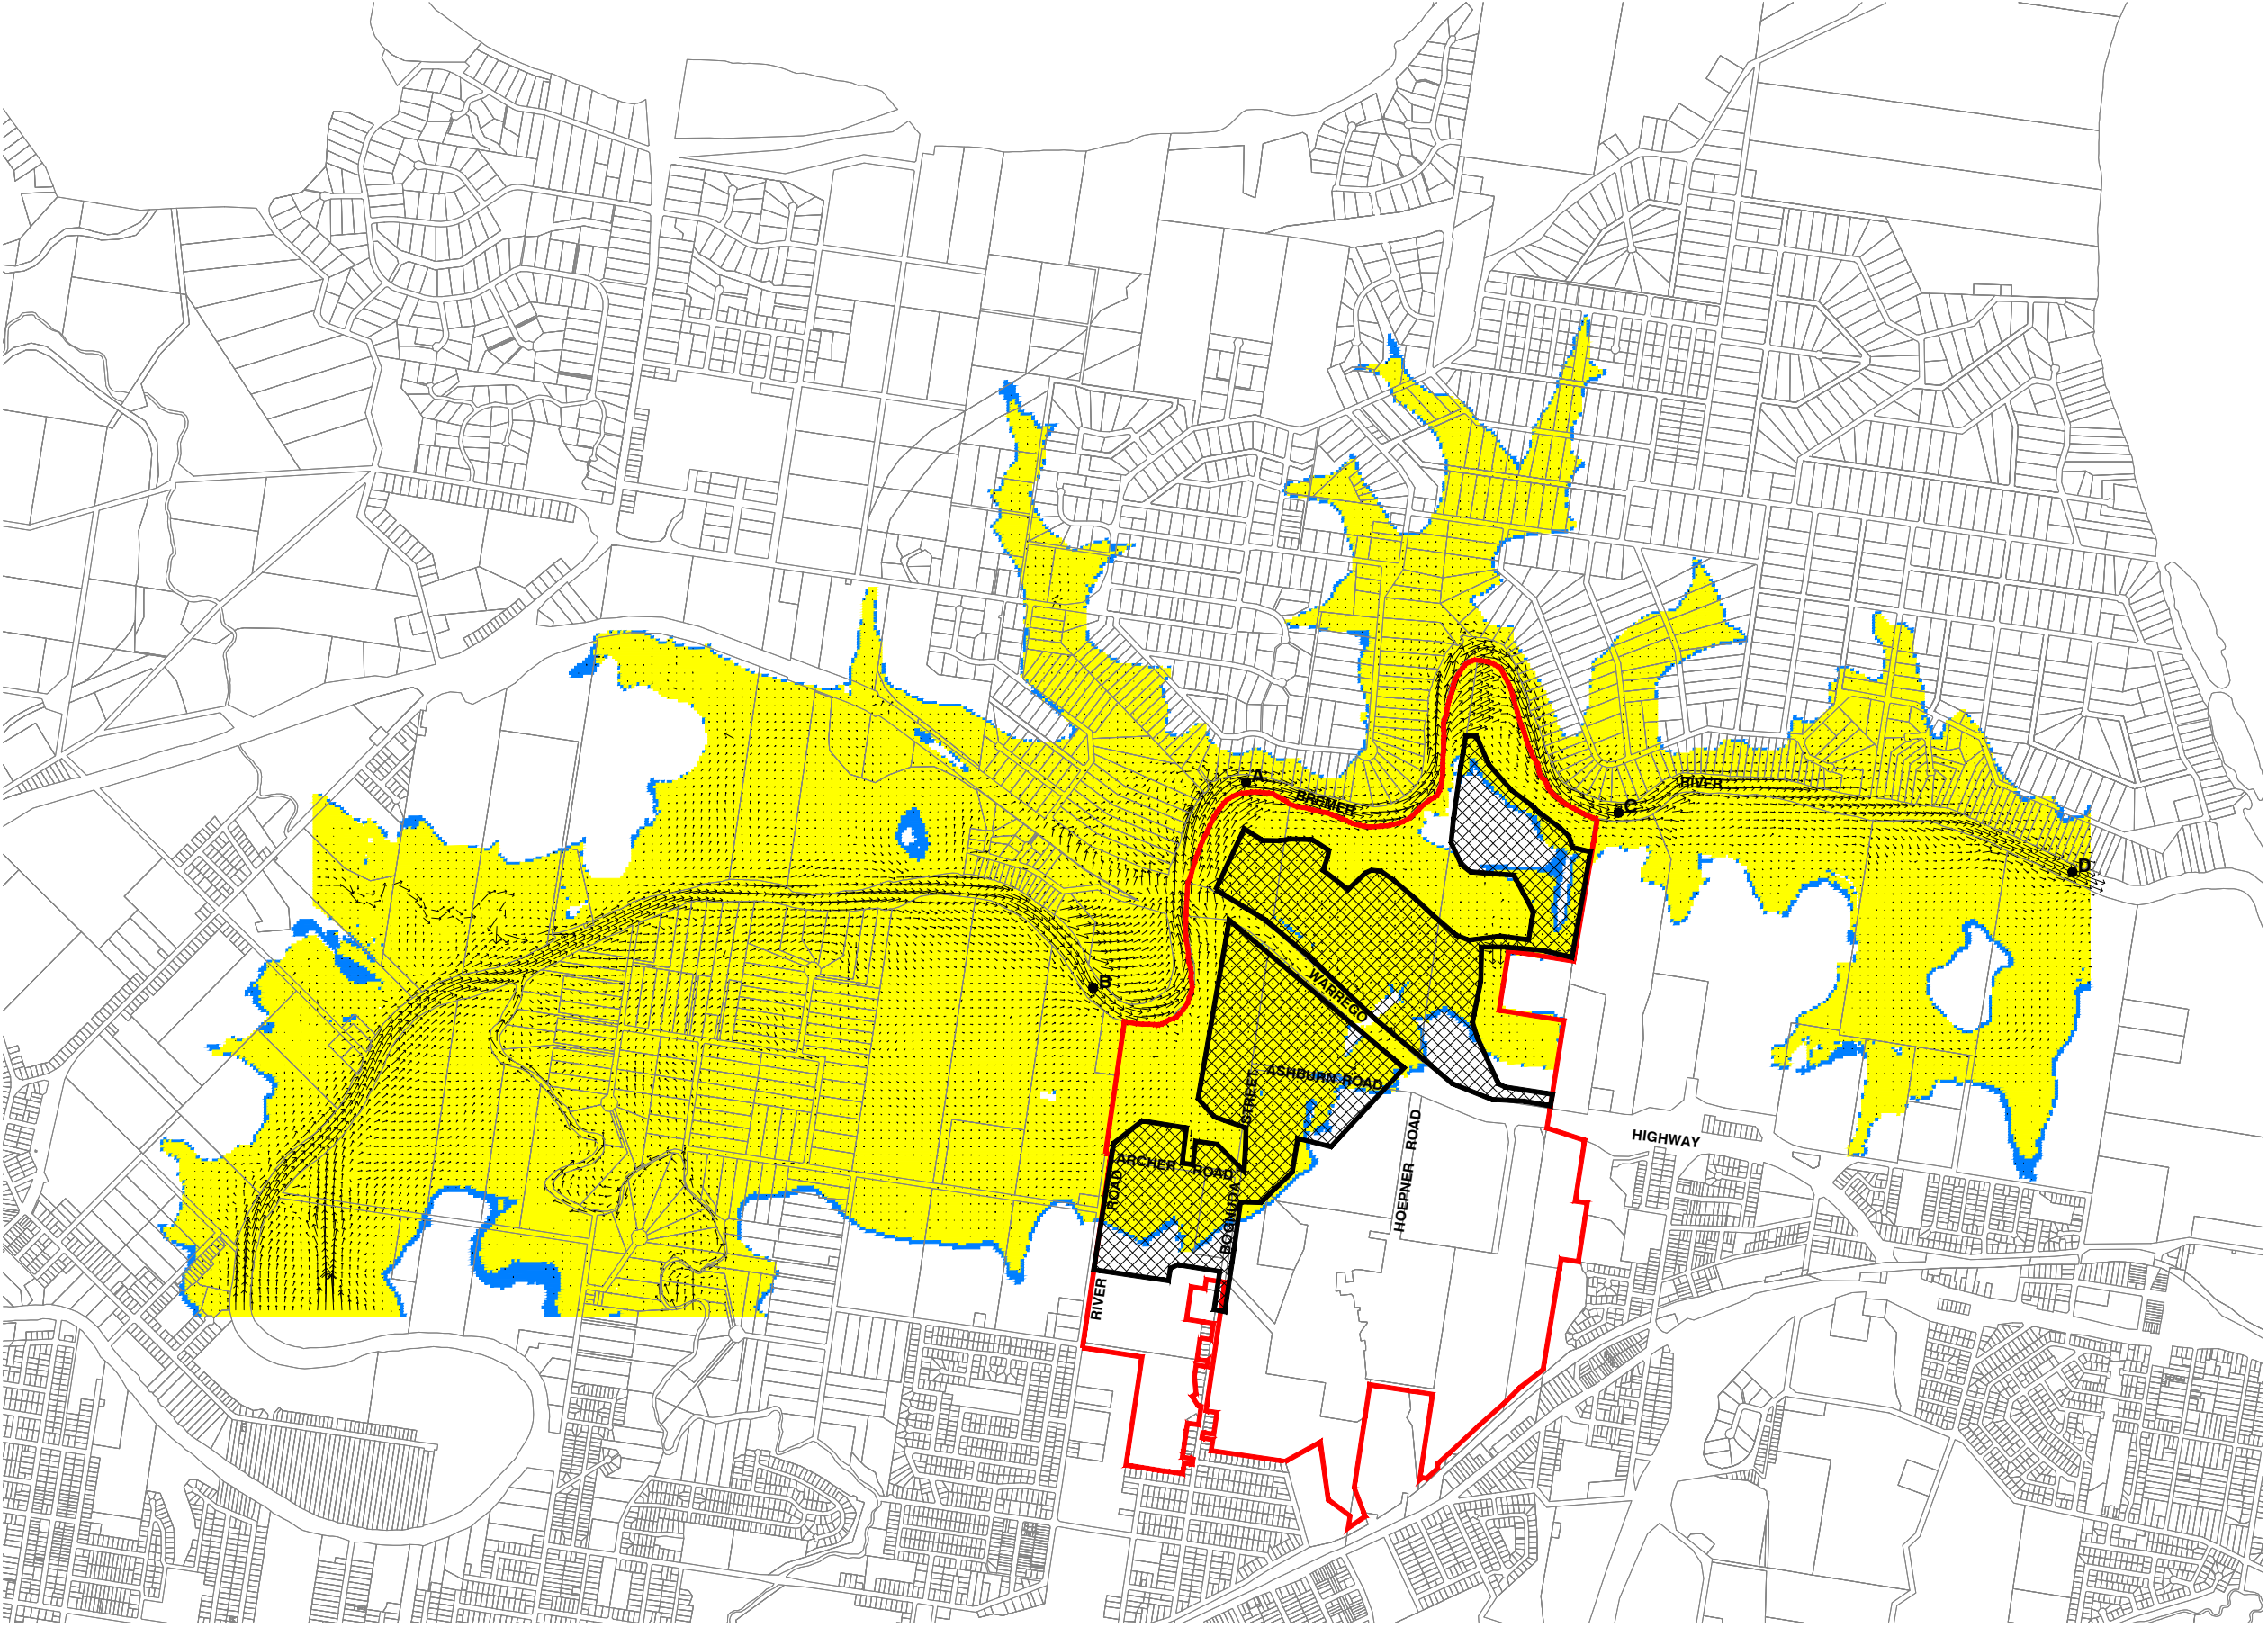 A
BREMER
RIVER
C
D
B
WARREGO
ASHBURN ROAD
STREET
HIGHWAY
ARCHER ROAD
ROAD
HOEPNER ROAD
BOGNUDA
RIVER